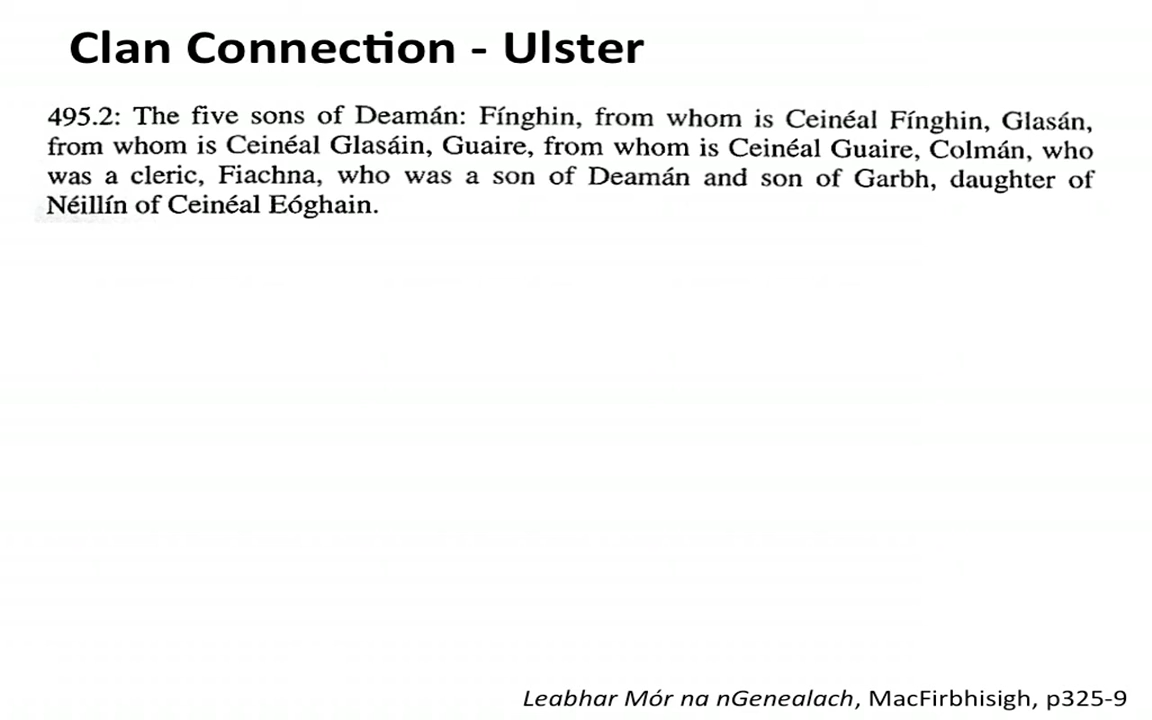 Clan Connection - Ulster
495.2: The five sons of Deamán: Fínghin, from whom is Ceinéal Fínghin, Glasán,
from whom is Ceinéal Glasáin, Guaire, from whom is Ceinéal Guaire, Colmán, who
was a cleric, Fiachna, who was a son of Deamán and son of Garbh, daughter of
Néillín of Ceinéal Eóghain.
Leabhar Mór na nGenealach, MacFirbhisigh, p325-9